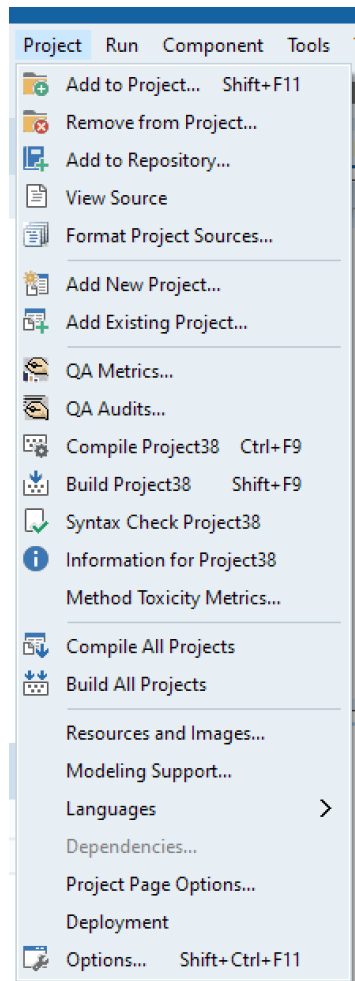 Project Run Component Tools
Add to Project... Shift+F11
Remove from Project...
Add to Repository...
View Source
Format Project Sources...
Add New Project...
Add Existing Project...
QA Metrics...
QA Audits...
Compile Project38 Ctrl+F9
Build Project38 Shift+F9
Syntax Check Project38
Information for Project38
Method Toxicity Metrics...
Compile All Projects
Build All Projects
Resources and Images...
Modeling Support...
Languages
Dependencies...
Project Page Options...
Deployment
Options... Shift+Ctrl+F11